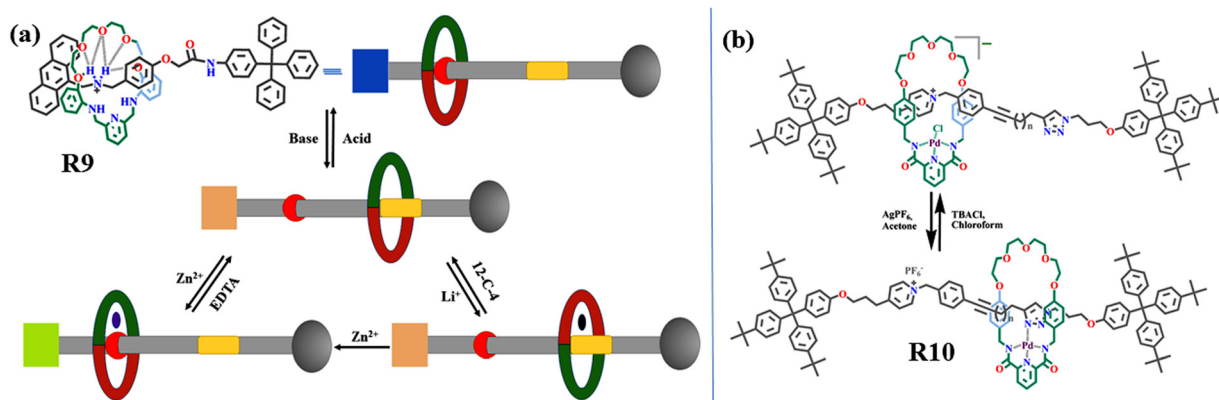 (a)
O
O
O
O
O
O
H
H
N
+
O
O
N
H
NH
HN
N
R9
Base
Acid
Zn²⁺
EDTA
12-C-4
Li⁺
Zn²⁺
(b)
−
O
O
O
O
O
O
N
+
n
N
N
N
O
Cl
Pd
N
N
N
O
O
AgPF₆,
Acetone
TBACl,
Chloroform
PF₆⁻
O
N
+
O
O
O
O
O
n
N
N
N
O
Pd
N
N
N
O
O
R10